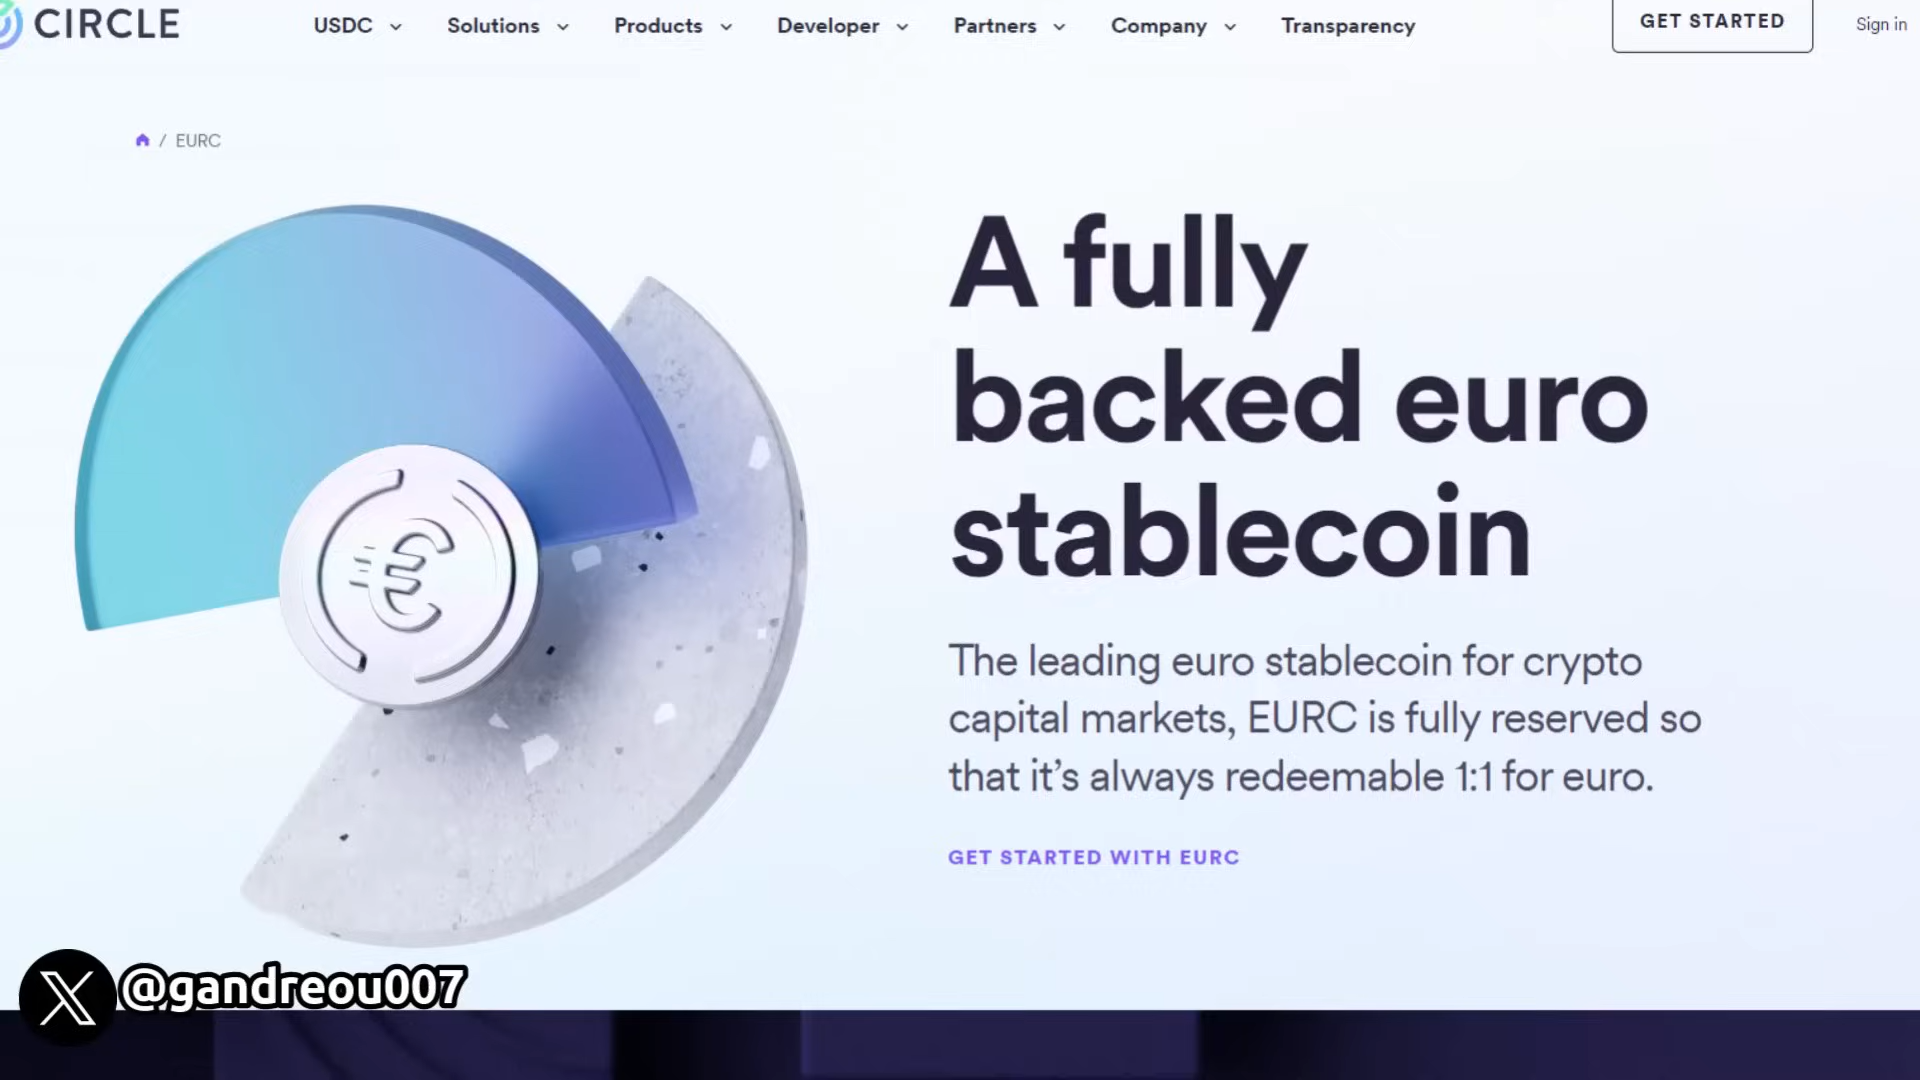 CIRCLE
USDC
Solutions
Products
Developer
Partners
Company
Transparency
GET STARTED
Sign in
/ EURC
A fully
backed euro
stablecoin
€
The leading euro stablecoin for crypto
capital markets, EURC is fully reserved so
that it’s always redeemable 1:1 for euro.
GET STARTED WITH EURC
@gandreou007